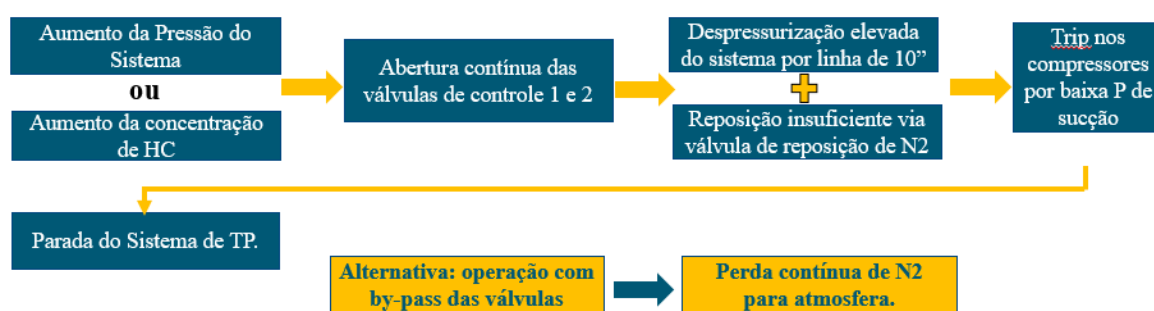 Aumento da Pressão do
Sistema
ou
Aumento da concentração
de HC
Abertura contínua das
válvulas de controle 1 e 2
Despressurização elevada
do sistema por linha de 10”
Reposição insuficiente via
válvula de reposição de N2
Trip nos
compressores
por baixa P de
sucção
Parada do Sistema de TP.
Alternativa: operação com
by-pass das válvulas
Perda contínua de N2
para atmosfera.